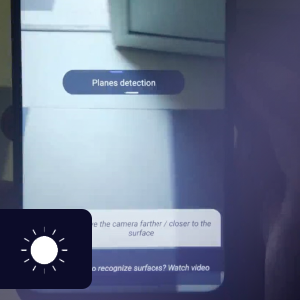 Planes detection
the camera farther / closer to the
surface
o recognize surfaces? Watch video